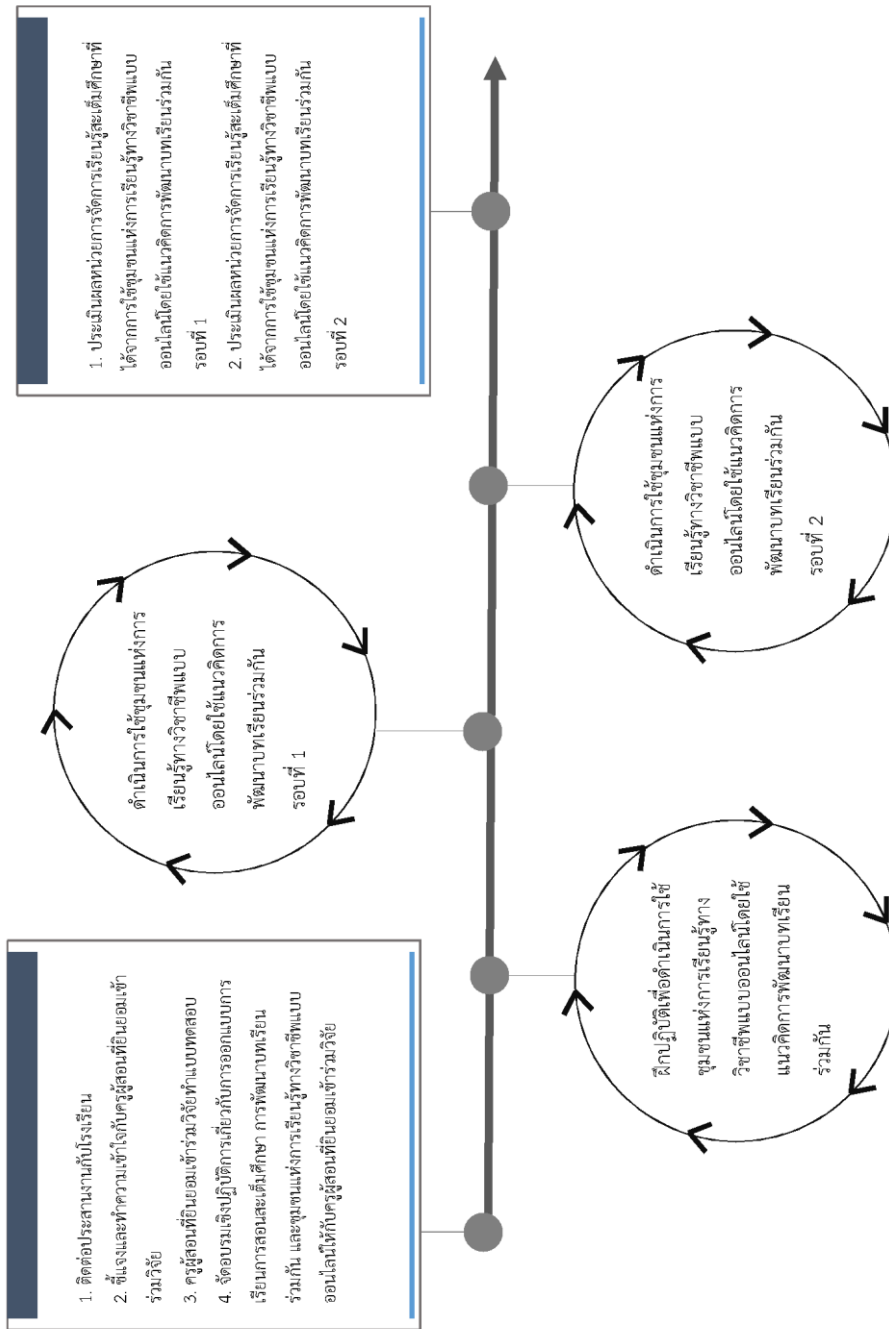 1. ติดต่อประสานงานกับโรงเรียน
2. ชี้แจงและทำความเข้าใจกับครูผู้สอนที่ยินยอมเข้า
ร่วมวิจัย
3. ครูผู้สอนที่ยินยอมเข้าร่วมวิจัยทำแบบทดสอบ
4. จัดอบรมเชิงปฏิบัติการเกี่ยวกับการออกแบบการ
เรียนการสอนสะเต็มศึกษา การพัฒนาบทเรียน
ร่วมกัน และชุมชนแห่งการเรียนรู้ทางวิชาชีพแบบ
ออนไลน์ให้กับครูผู้สอนที่ยินยอมเข้าร่วมวิจัย
ฝึกปฏิบัติเพื่อดำเนินการใช้
ชุมชนแห่งการเรียนรู้ทาง
วิชาชีพแบบออนไลน์โดยใช้
แนวคิดการพัฒนาบทเรียน
ร่วมกัน
ดำเนินการใช้ชุมชนแห่งการ
เรียนรู้ทางวิชาชีพแบบ
ออนไลน์โดยใช้แนวคิดการ
พัฒนาบทเรียนร่วมกัน
รอบที่ 1
ดำเนินการใช้ชุมชนแห่งการ
เรียนรู้ทางวิชาชีพแบบ
ออนไลน์โดยใช้แนวคิดการ
พัฒนาบทเรียนร่วมกัน
รอบที่ 2
1. ประเมินผลหน่วยการจัดการเรียนรู้สะเต็มศึกษาที่
ได้จากการใช้ชุมชนแห่งการเรียนรู้ทางวิชาชีพแบบ
ออนไลน์โดยใช้แนวคิดการพัฒนาบทเรียนร่วมกัน
รอบที่ 1
2. ประเมินผลหน่วยการจัดการเรียนรู้สะเต็มศึกษาที่
ได้จากการใช้ชุมชนแห่งการเรียนรู้ทางวิชาชีพแบบ
ออนไลน์โดยใช้แนวคิดการพัฒนาบทเรียนร่วมกัน
รอบที่ 2